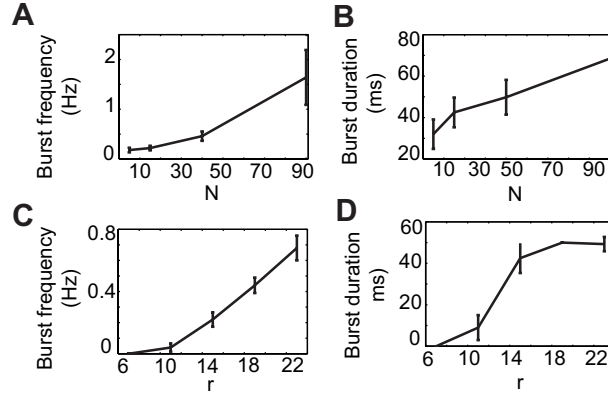 A
Burst frequency
(Hz)
2
1
0
10 30 50 70 90
N
B
Burst duration
(ms)
80
60
40
20
10 30 50 70 90
N
C
Burst frequency
(Hz)
0.8
0.4
0
6 10 14 18 22
r
D
Burst duration
ms)
60
40
20
0
6 10 14 18 22
r